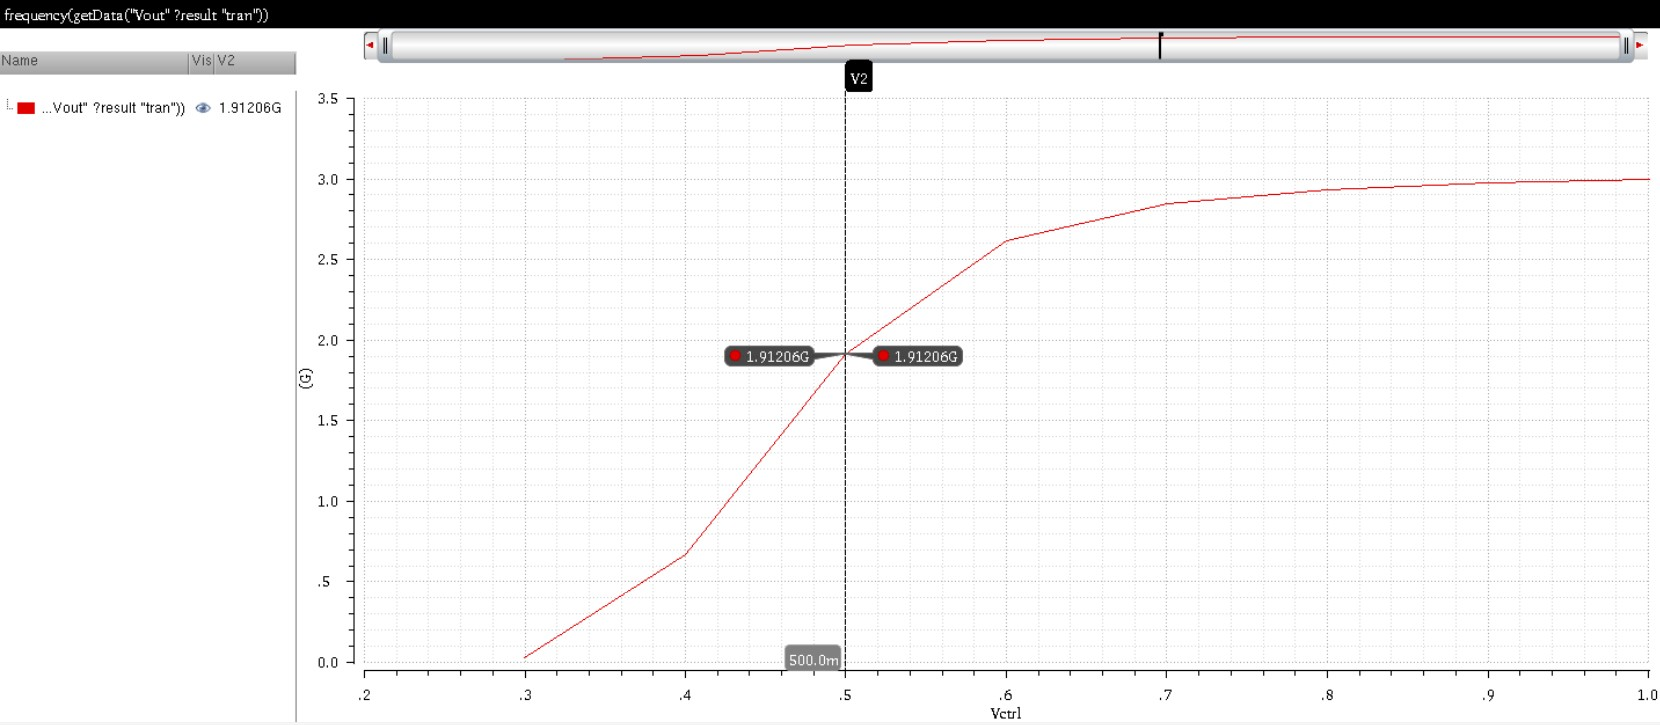 frequency(getData("Vout" ?result "tran"))
Name Vis V2
...Vout" ?result "tran")) 1.91206G
V2
3.5
3.0
2.5
2.0
1.91206G 1.91206G
(G)
1.5
1.0
.5
0.0
500.0m
.2 .3 .4 .5 .6 .7 .8 .9 1.0
Vctrl